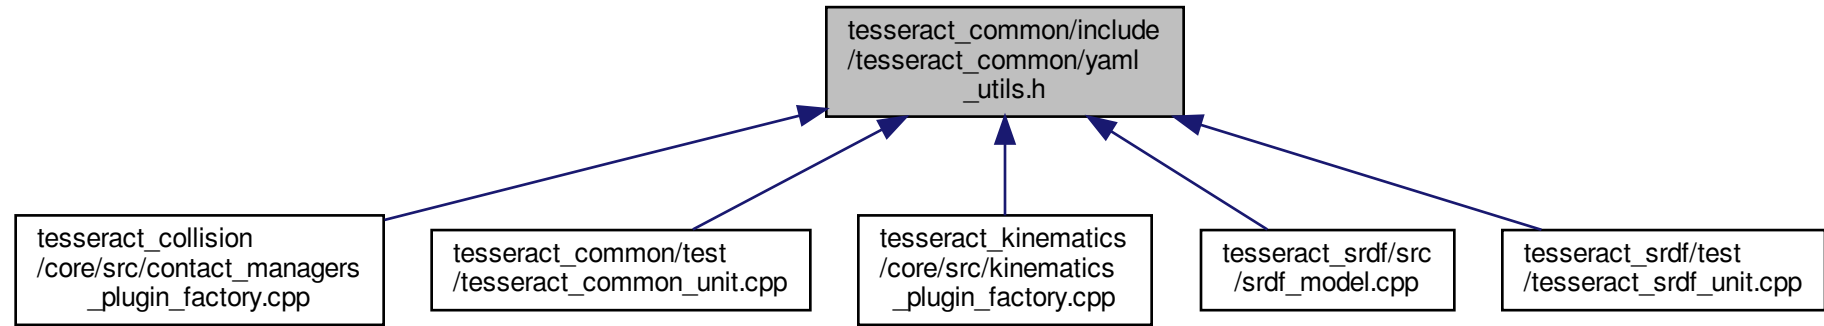 tesseract_common/include
/tesseract_common/yaml
_utils.h
tesseract_collision
/core/src/contact_managers
_plugin_factory.cpp
tesseract_common/test
/tesseract_common_unit.cpp
tesseract_kinematics
/core/src/kinematics
_plugin_factory.cpp
tesseract_srdf/src
/srdf_model.cpp
tesseract_srdf/test
/tesseract_srdf_unit.cpp